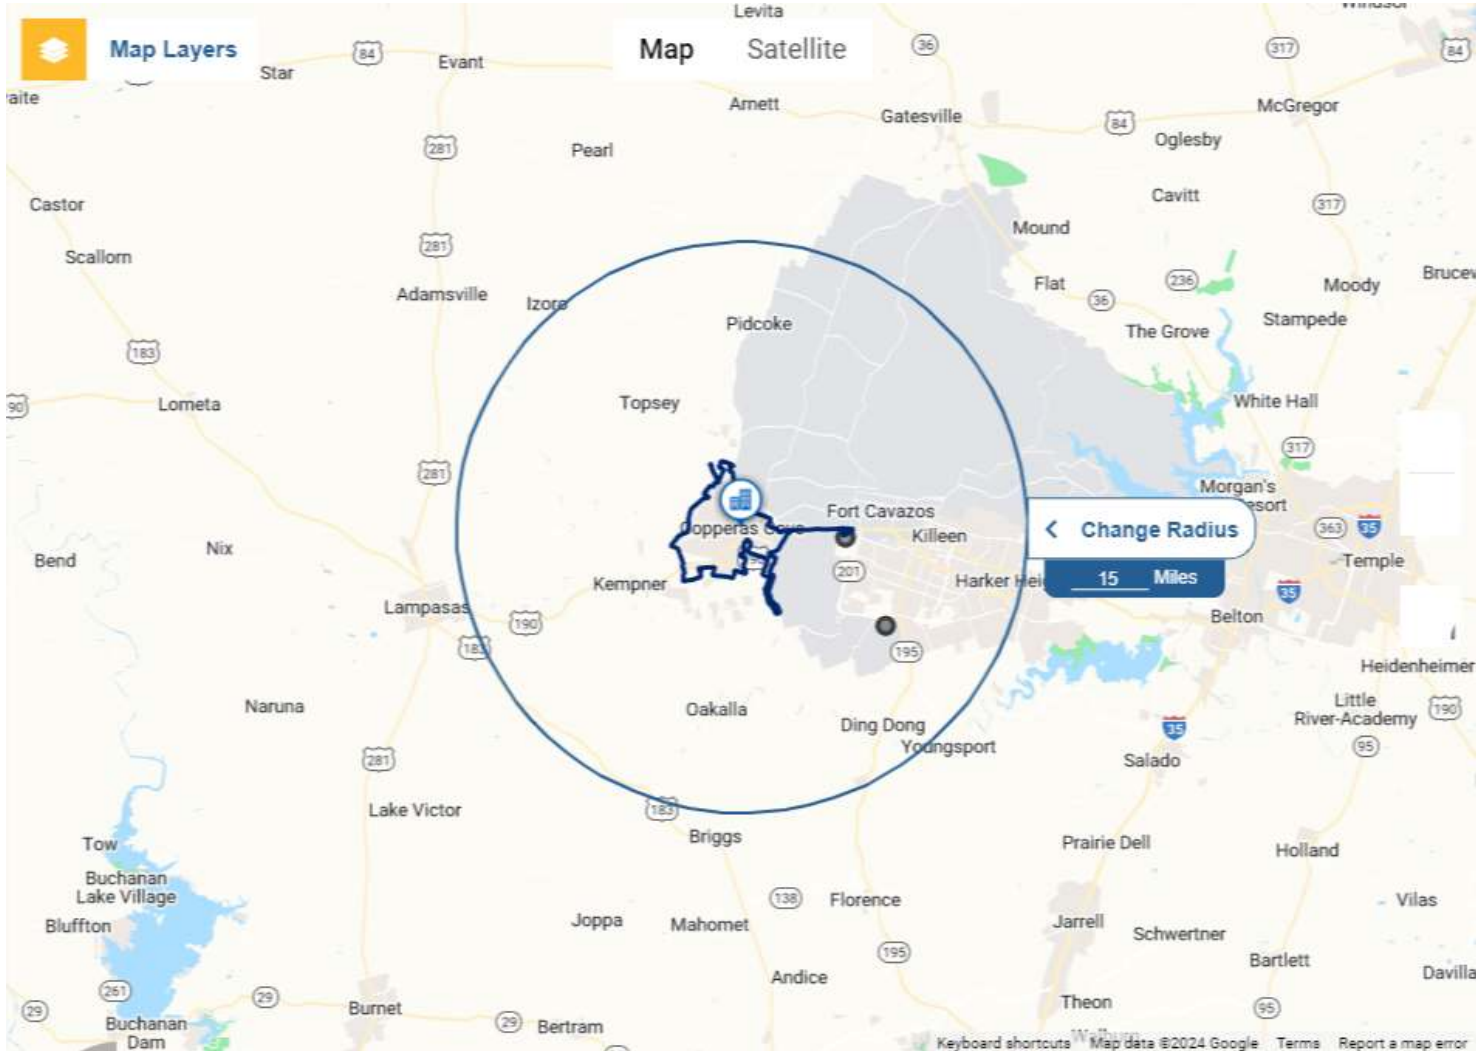 Levita
Map Layers
Map Satellite
84
Evant
Star
36
317
84
aite
Arnett
Gatesville
McGregor
84
Oglesby
281
Pearl
Cavitt
Castor
317
Mound
281
Scallorn
Flat
236
Moody
Adamsville
Izoro
36
Pidcoke
The Grove
Stampede
183
Topsey
White Hall
90
Lometa
317
281
Morgan's
Fort Cavazos
363
35
Change Radius
Killeen
Nix
Bend
Temple
201
Kempner
15 Miles
35
Lampasas
190
Belton
183
195
Heidenheimer
Naruna
Oakalla
Little
River-Academy
190
Ding Dong
35
Youngsport
95
281
Salado
Lake Victor
183
Briggs
Tow
Prairie Dell
Holland
Buchanan
Lake Village
138
Florence
Vilas
Bluffton
Joppa
Mahomet
Jarrell
Schwertner
195
Bartlett
Andice
Davilla
261
29
29
Burnet
Theon
95
29
Bertram
Buchanan
Dam
Keyboard shortcuts Map data ©2024 Google Terms Report a map error